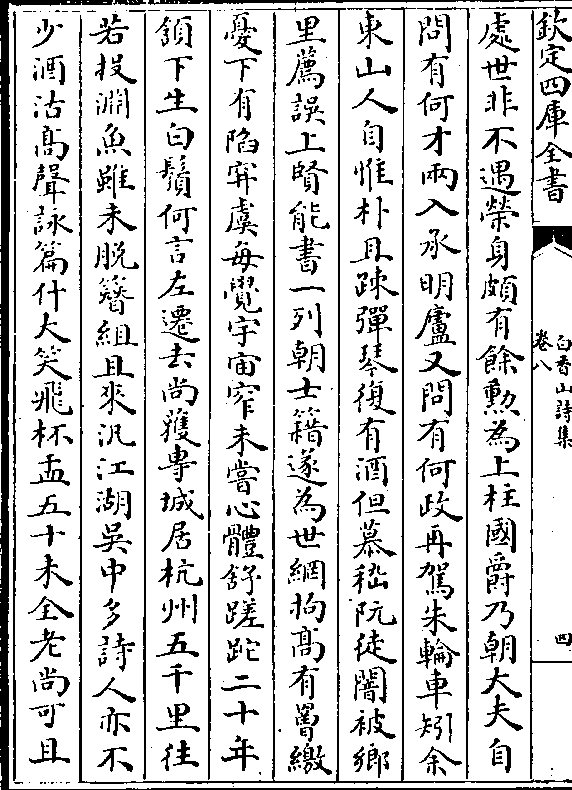 欽定四庫全書
白香山詩集
卷八
四
處世非不遇榮身頗有餘勲為上柱國爵乃朝大夫自
問有何才兩入承明廬又問有何政再駕朱輪車矧余
東山人自惟朴且疎彈琴復有酒但慕嵇阮徒闇被鄉
里薦誤上賢能書一列朝士籍遂為世網拘髙有罾繳
憂下有陷穽虞毎覺宇宙窄未嘗心體舒蹉跎二十年
頷下生白鬚何言左遷去尚獲專城居杭州五千里往
若投淵魚雖未脫簪組且來汎江湖吳中多詩人亦不
少酒沽髙聲詠篇什大笑飛杯盂五十未全老尚可且